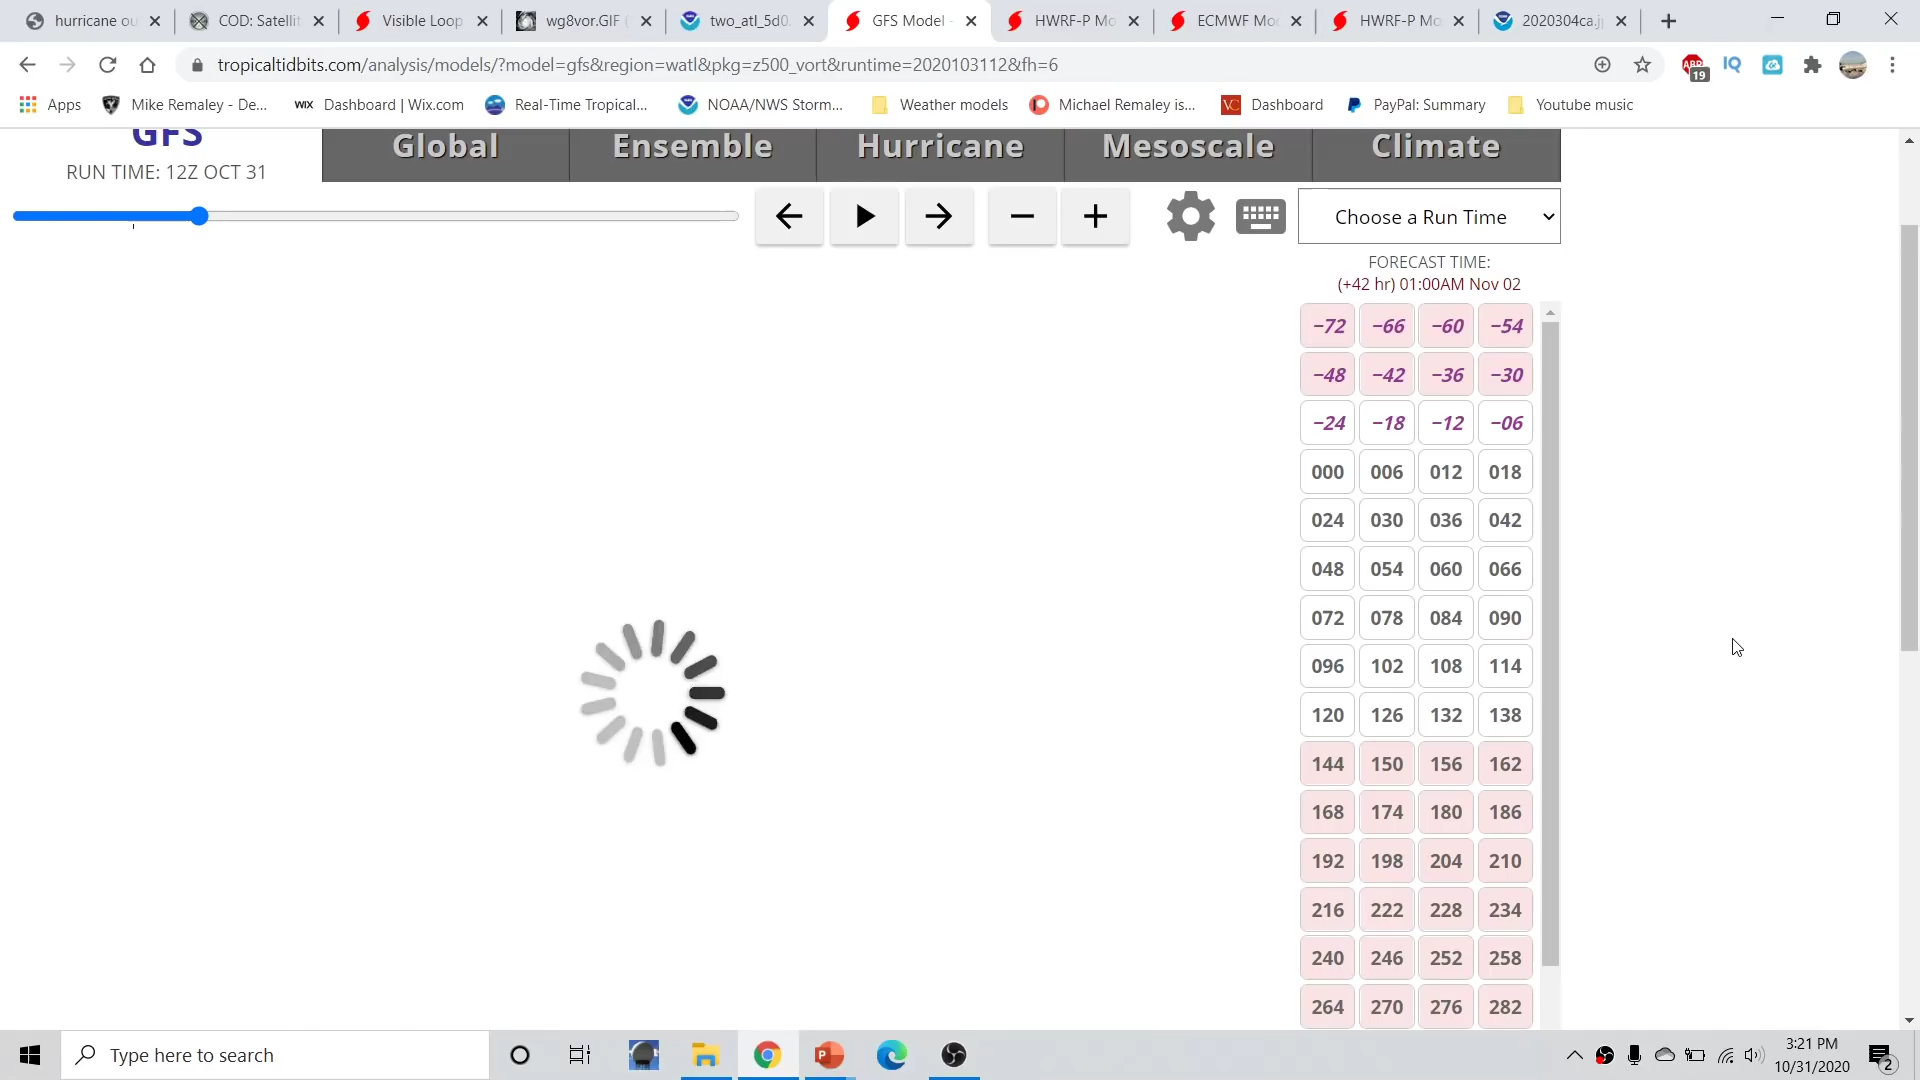 hurricane ou
COD: Satellit
Visible Loop
wg8vor.GIF (
two_atl_5d0.
GFS Model -
HWRF-P Mo
ECMWF Mo
HWRF-P Mo
2020304ca.j
tropicaltidbits.com/analysis/models/?model=gfs&region=watl&pkg=z500_vort&runtime=2020103112&fh=6
ABP
19
IQ
Apps
Mike Remaley - De...
WIX
Dashboard | Wix.com
Real-Time Tropical...
NOAA/NWS Storm...
Weather models
Michael Remaley is...
VC
Dashboard
PayPal: Summary
Youtube music
GFS
RUN TIME: 12Z OCT 31
Global
Ensemble
Hurricane
Mesoscale
Climate
Choose a Run Time
FORECAST TIME:
(+42 hr) 01:00AM Nov 02
−72 −66 −60 −54
−48 −42 −36 −30
−24 −18 −12 −06
000 006 012 018
024 030 036 042
048 054 060 066
072 078 084 090
096 102 108 114
120 126 132 138
144 150 156 162
168 174 180 186
192 198 204 210
216 222 228 234
240 246 252 258
264 270 276 282
Type here to search
3:21 PM
10/31/2020
2